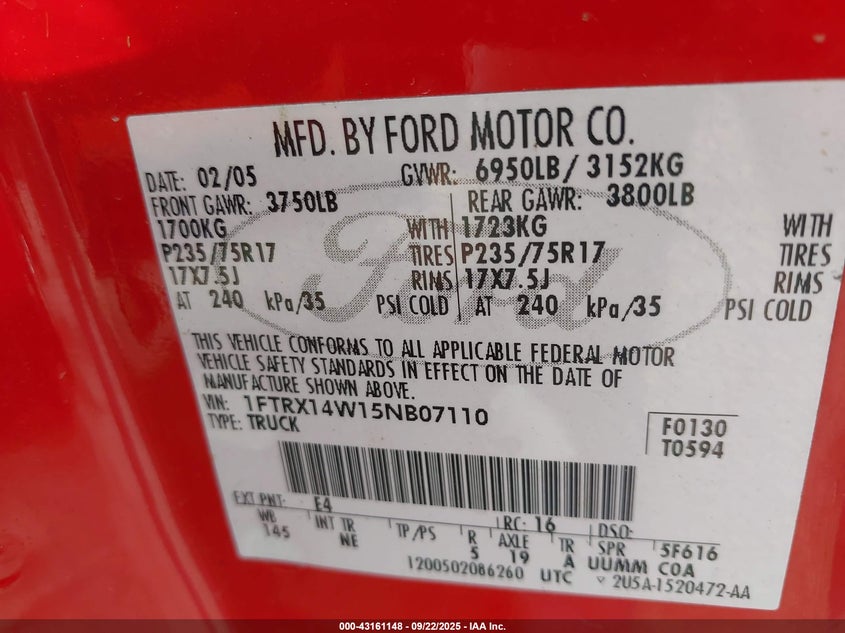 MFD. BY FORD MOTOR CO.
DATE: 02/05 GVWR: 6950LB/ 3152KG
FRONT GAWR: 3750LB REAR GAWR: 3800LB
1700KG WITH 1723KG WITH
P235/75R17 TIRES P235/75R17 TIRES
17X7.5J RIMS 17X7.5J RIMS
AT 240 kPa/35 PSI COLD AT 240 kPa/35 PSI COLD
Ford
THIS VEHICLE CONFORMS TO ALL APPLICABLE FEDERAL MOTOR
VEHICLE SAFETY STANDARDS IN EFFECT ON THE DATE OF
MANUFACTURE SHOWN ABOVE.
VIN: 1FTRX14W15NB07110
TYPE: TRUCK
F0130
T0594
EXT PNT: E4 RC: 16 DSO:
WB INT TR TP/PS R AXLE TR SPR 5F616
145 NE 5 19 A UUMM COA
1200502086260 UTC 2U5A-1520472-AA
000-43161148 - 09/22/2025 - IAA Inc.